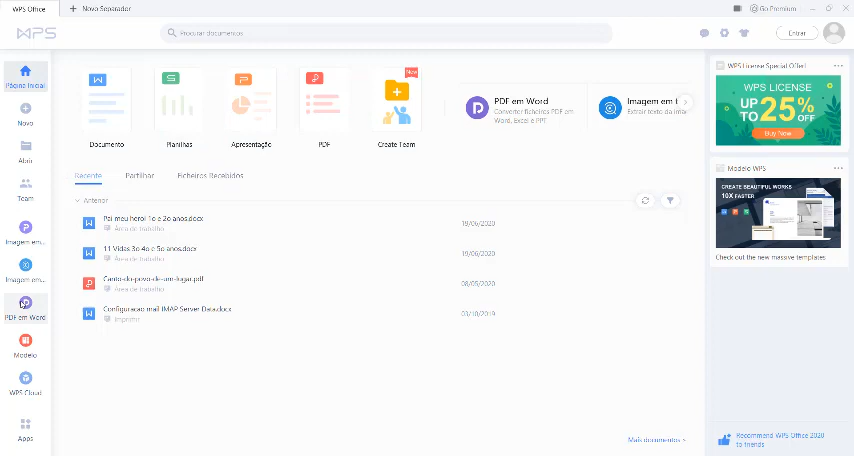 WPS Office
+ Novo Separador
Go Premium
WPS
Procurar documentos
Entrar
Página Inicial
Novo
Abrir
Team
Imagem em...
Imagem em...
PDF em Word
Modelo
WPS Cloud
Apps
Documento
Planilhas
Apresentação
PDF
New
Create Team
PDF em Word
Converter ficheiros PDF em
Word, Excel e PPT
Imagem em t
Extrair texto da imag
Recente
Partilhar
Ficheiros Recebidos
Anterior
Pai meu heroi 1o e 2o anos.docx
Área de trabalho
19/06/2020
11 Vidas 3o 4o e 5o anos.docx
Área de trabalho
19/06/2020
Canto-do-povo-de-um-lugar.pdf
Área de trabalho
08/05/2020
Configuracao mail IMAP Server Data.docx
Imprimir
03/10/2019
Mais documentos >
WPS License Special Offer!
WPS LICENSE
UP TO 25% OFF
Buy Now
Modelo WPS
CREATE BEAUTIFUL WORKS
10X FASTER
Check out the new massive templates
Recommend WPS Office 2020
to friends